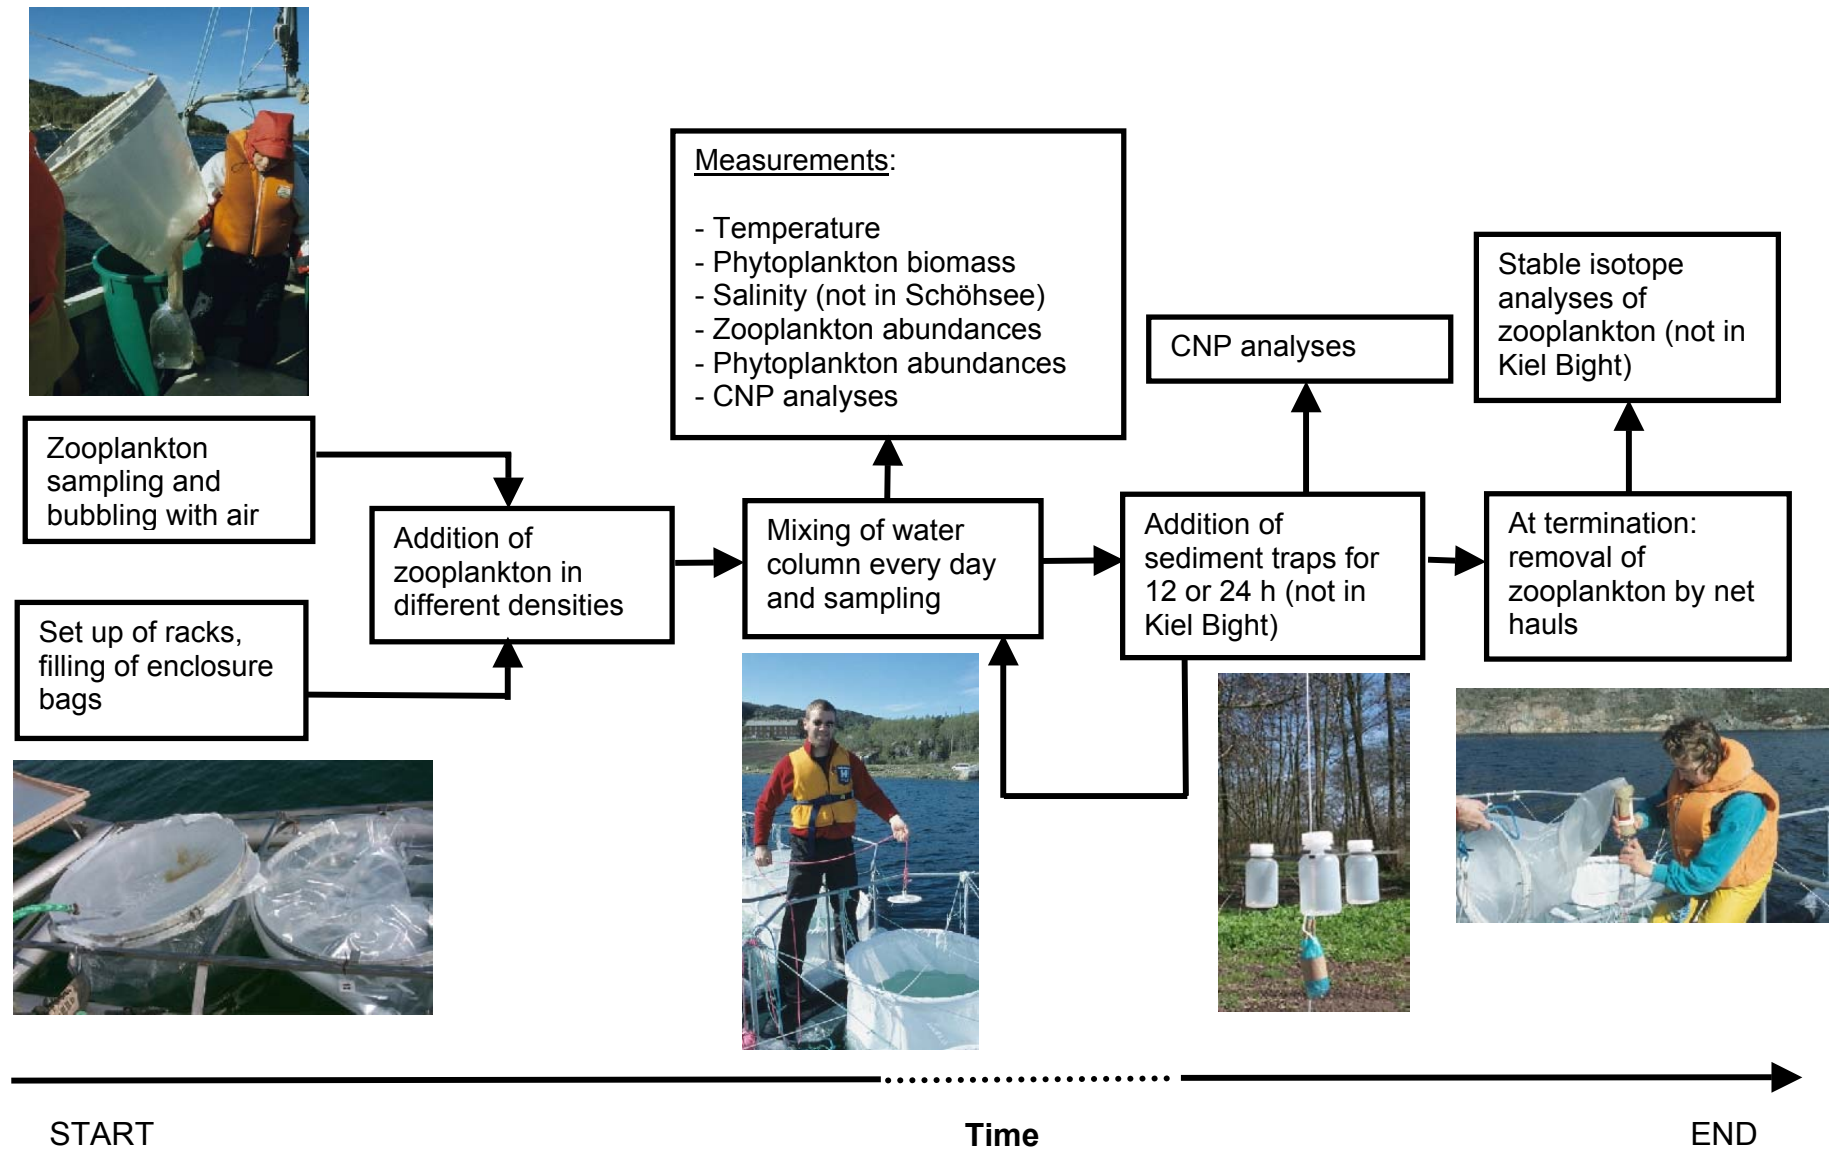 Zooplankton
sampling and
bubbling with air
Set up of racks,
filling of enclosure
bags
Addition of
zooplankton in
different densities
Measurements:
- Temperature
- Phytoplankton biomass
- Salinity (not in Schöhsee)
- Zooplankton abundances
- Phytoplankton abundances
- CNP analyses
Mixing of water
column every day
and sampling
CNP analyses
Addition of
sediment traps for
12 or 24 h (not in
Kiel Bight)
Stable isotope
analyses of
zooplankton (not in
Kiel Bight)
At termination:
removal of
zooplankton by net
hauls
START
Time
END